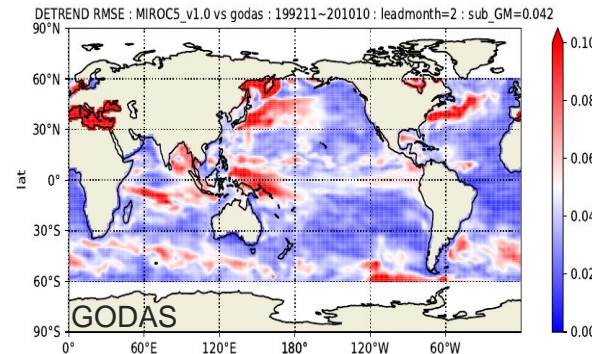 DETREND RMSE : MIROC5_v1.0 vs godas : 199211~201010 : leadmonth=2 : sub_GM=0.042
90°N
60°N
30°N
0°
30°S
60°S
90°S
lat
GODAS
0° 60°E 120°E 180° 120°W 60°W
0.10
0.08
0.06
0.04
0.02
0.00